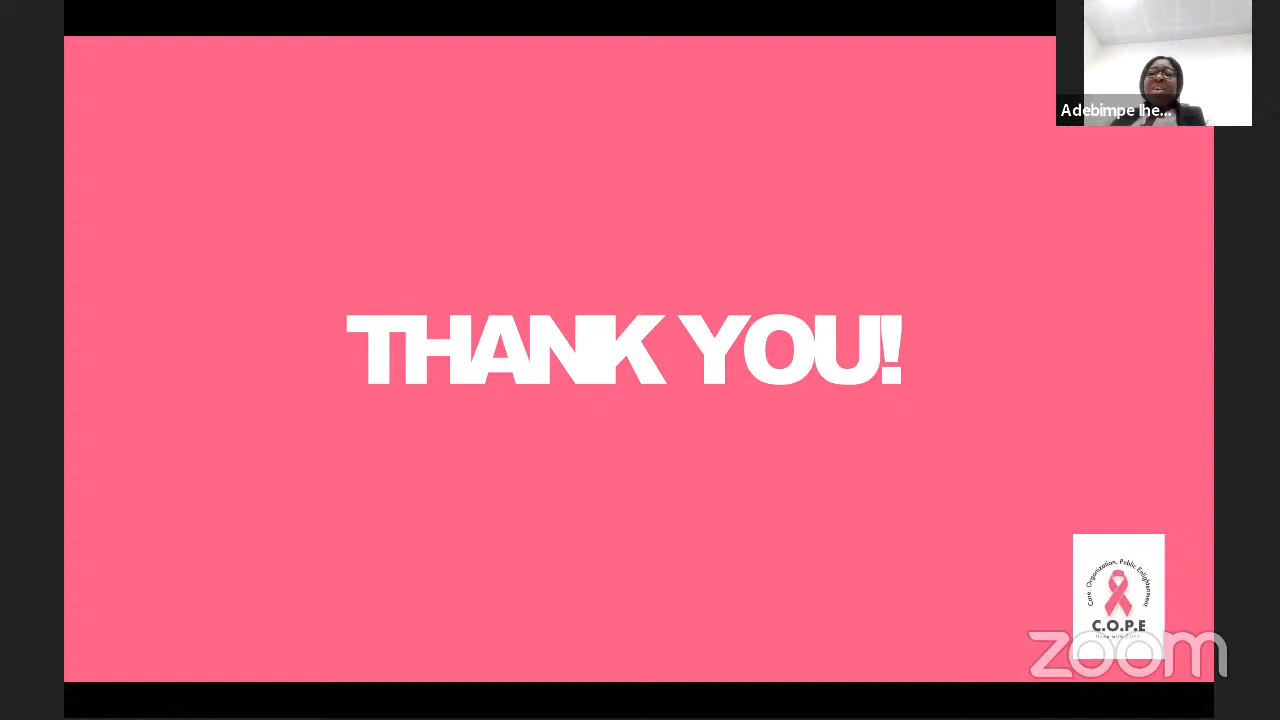 Adebimpe Ihe...
THANK YOU!
Care. Organization. Public Enlightenment
C.O.P.E
zoom